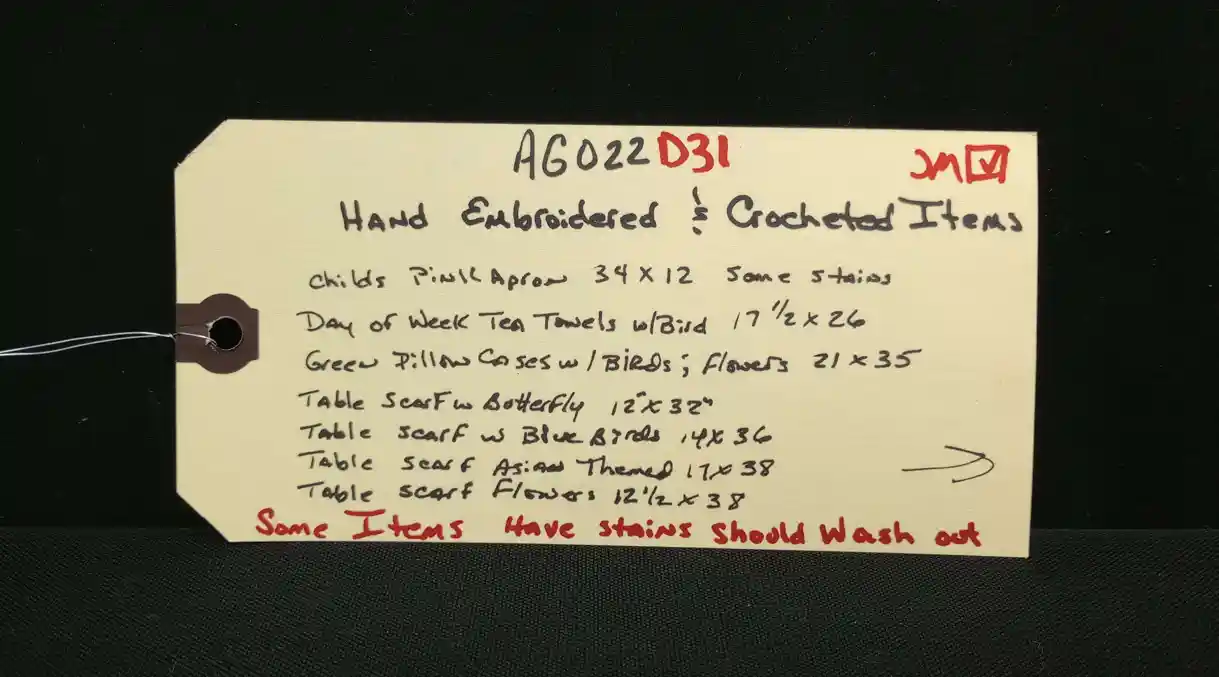 AG022D31
JM
HAND Embroidered & Crocheted Items
Childs Pink Apron 34 X 12 Some Stains
Day of Week Tea Towels w/Bird 17 1/2 x 26
Green Pillow Cases w/ Birds & Flowers 21 x 35
Table Scarf w Botterfly 12" x 32"
Table Scarf w Blue Birds 14 x 36
Table Scarf Asian Themed 17 x 38
Table Scarf Flowers 12 1/2 x 38
Some Items Have stains should Wash out